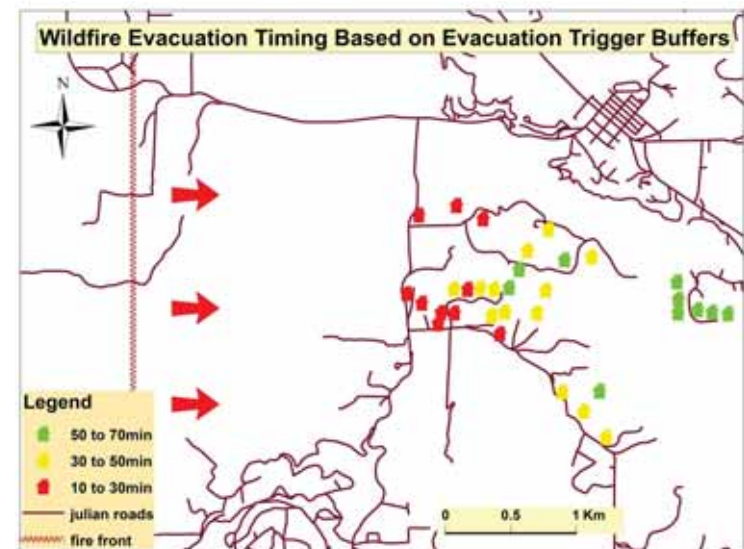 Wildfire Evacuation Timing Based on Evacuation Trigger Buffers
N
Legend
50 to 70min
30 to 50min
10 to 30min
julian roads
fire front
0 0.5 1 Km